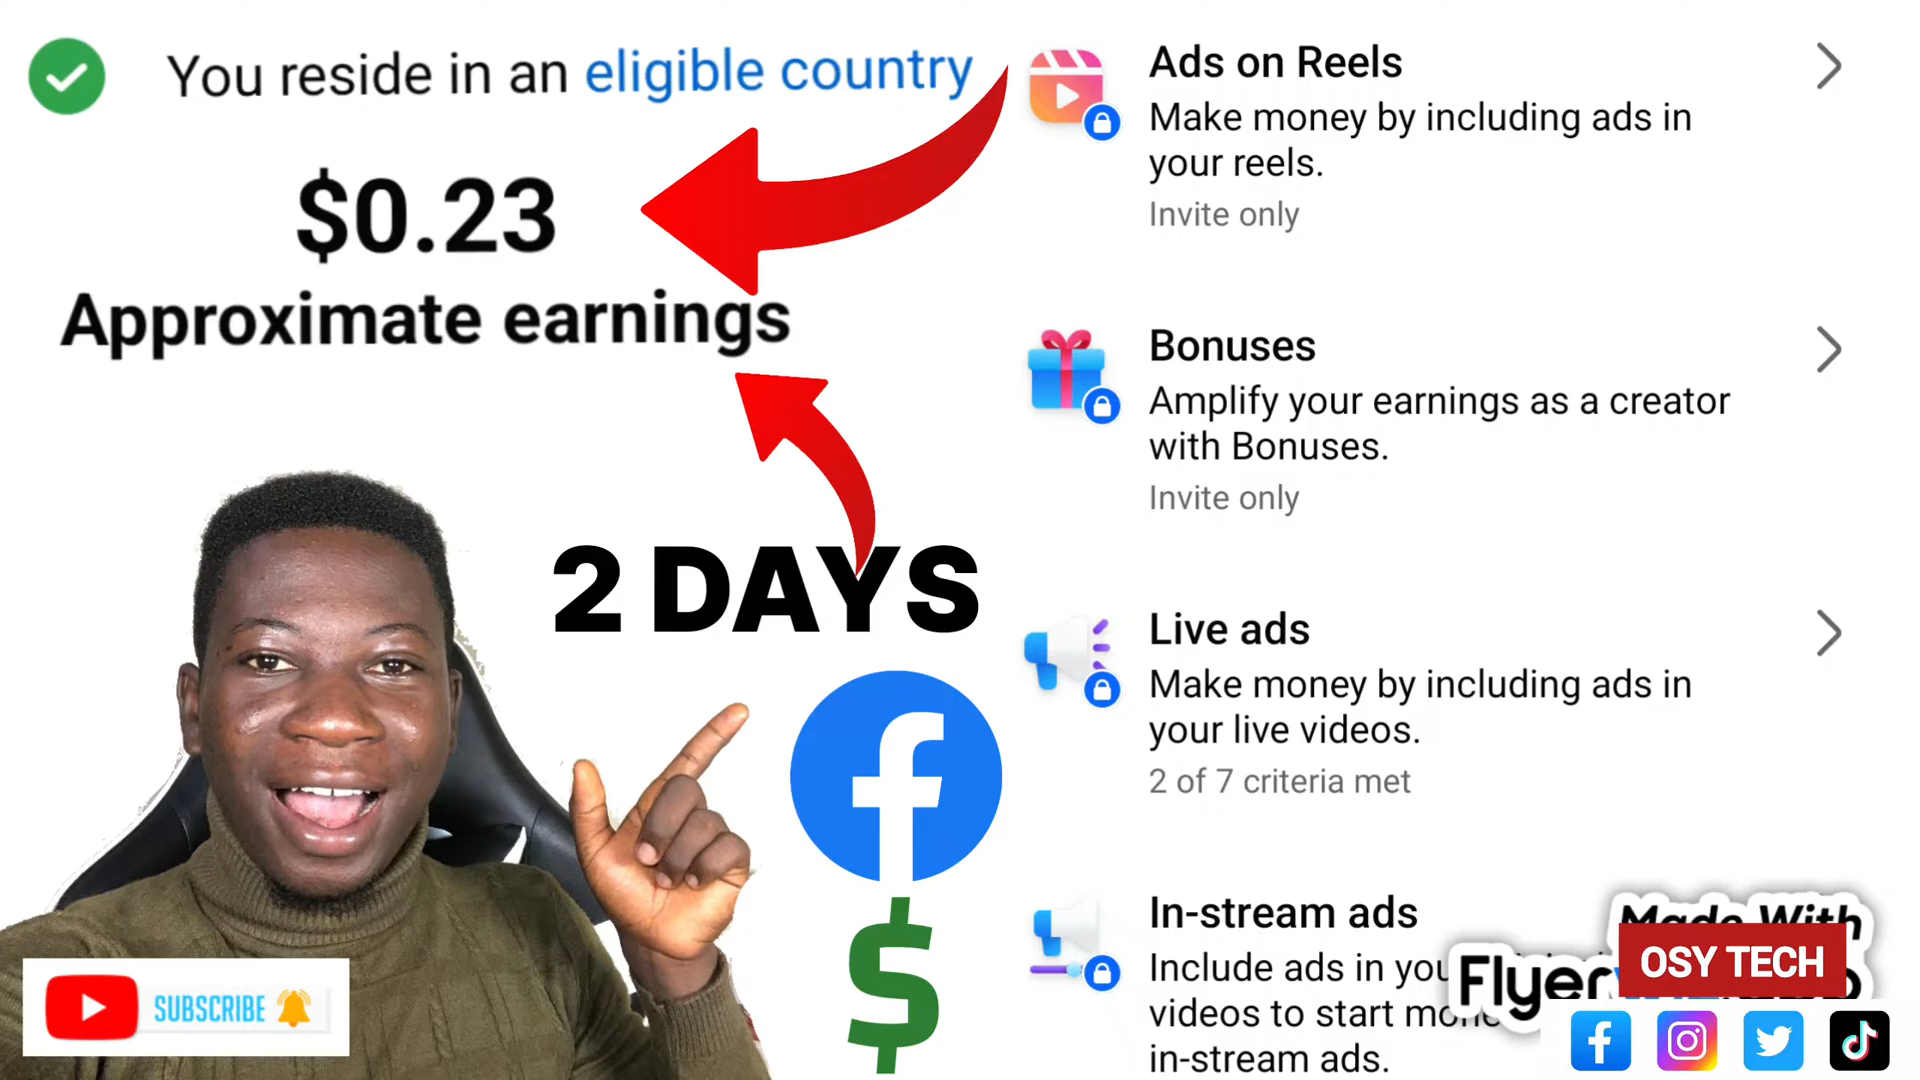 You reside in an eligible country
$0.23
Approximate earnings
2 DAYS
$
SUBSCRIBE
Ads on Reels
Make money by including ads in
your reels.
Invite only
Bonuses
Amplify your earnings as a creator
with Bonuses.
Invite only
Live ads
Make money by including ads in
your live videos.
2 of 7 criteria met
In-stream ads
Include ads in you
videos to start mo
in-stream ads.
Made With
Flyer
OSY TECH